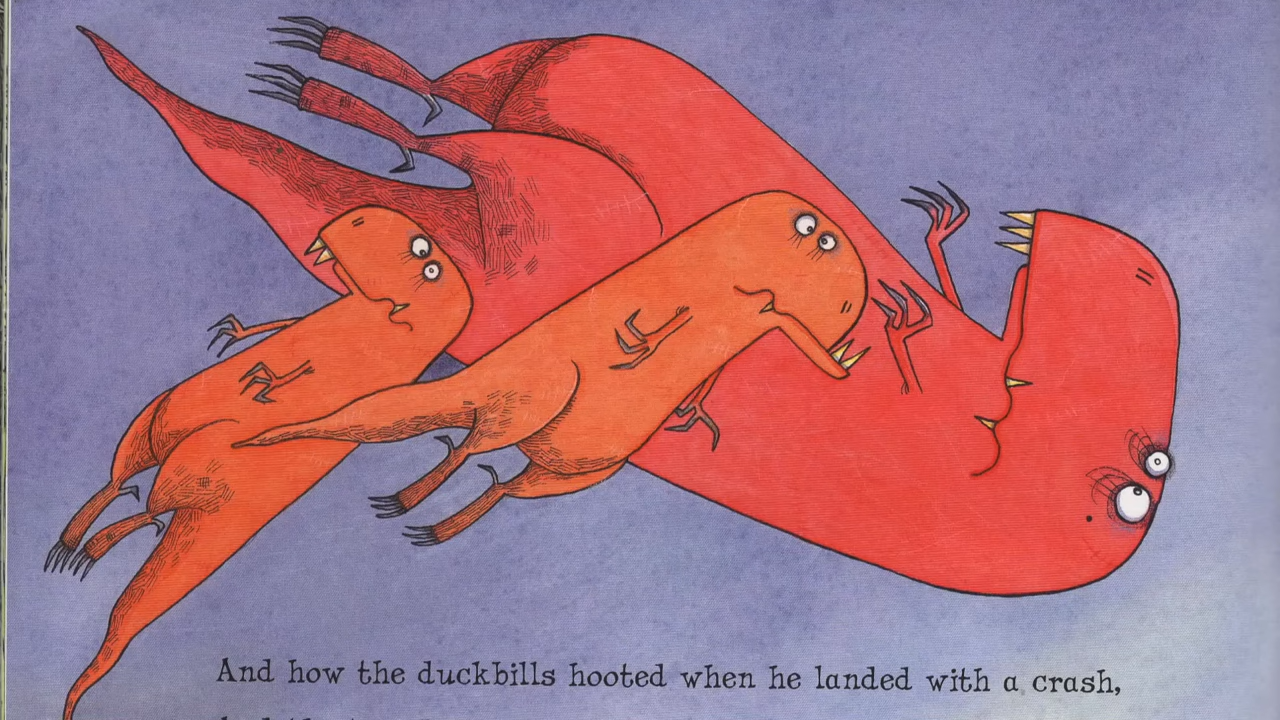 And how the duckbills hooted when he landed with a crash,